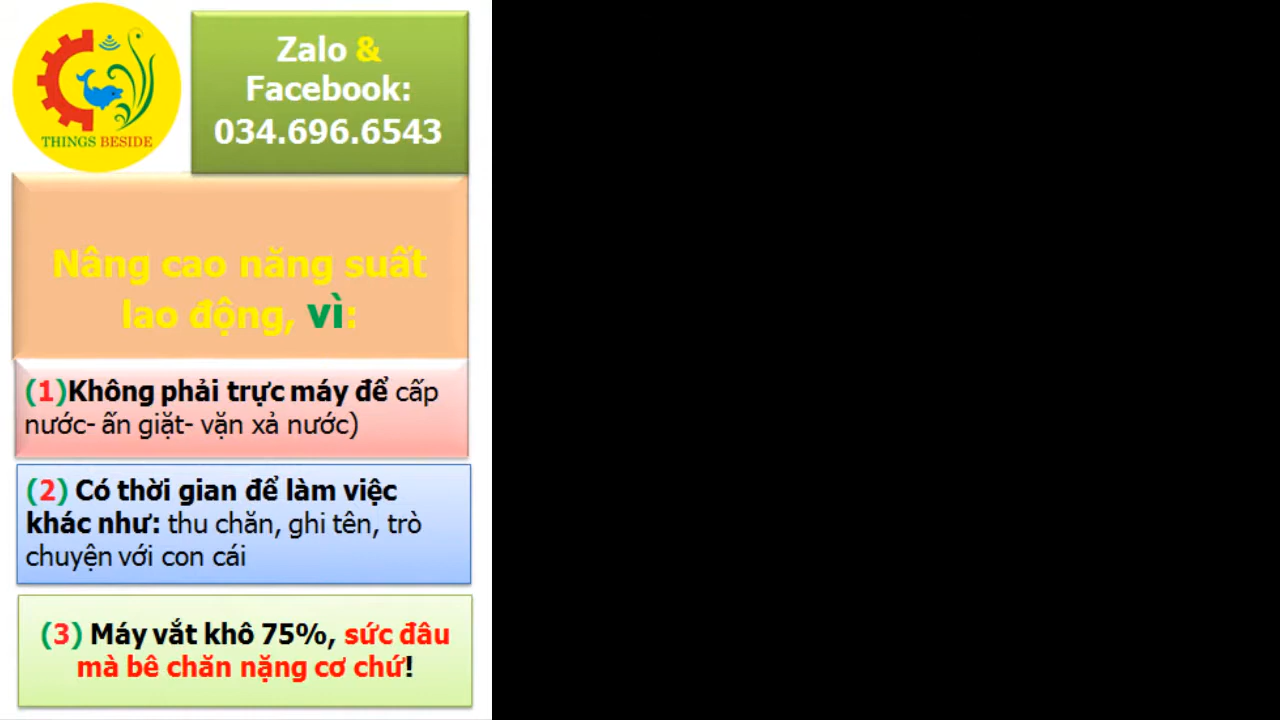 THINGS BESIDE
Zalo &
Facebook:
034.696.6543
Nâng cao năng suất
lao động, vì:
(1)Không phải trực máy để cấp
nước- ấn giặt- vặn xả nước)
(2) Có thời gian để làm việc
khác như: thu chăn, ghi tên, trò
chuyện với con cái
(3) Máy vắt khô 75%, sức đâu
mà bê chăn nặng cơ chứ!